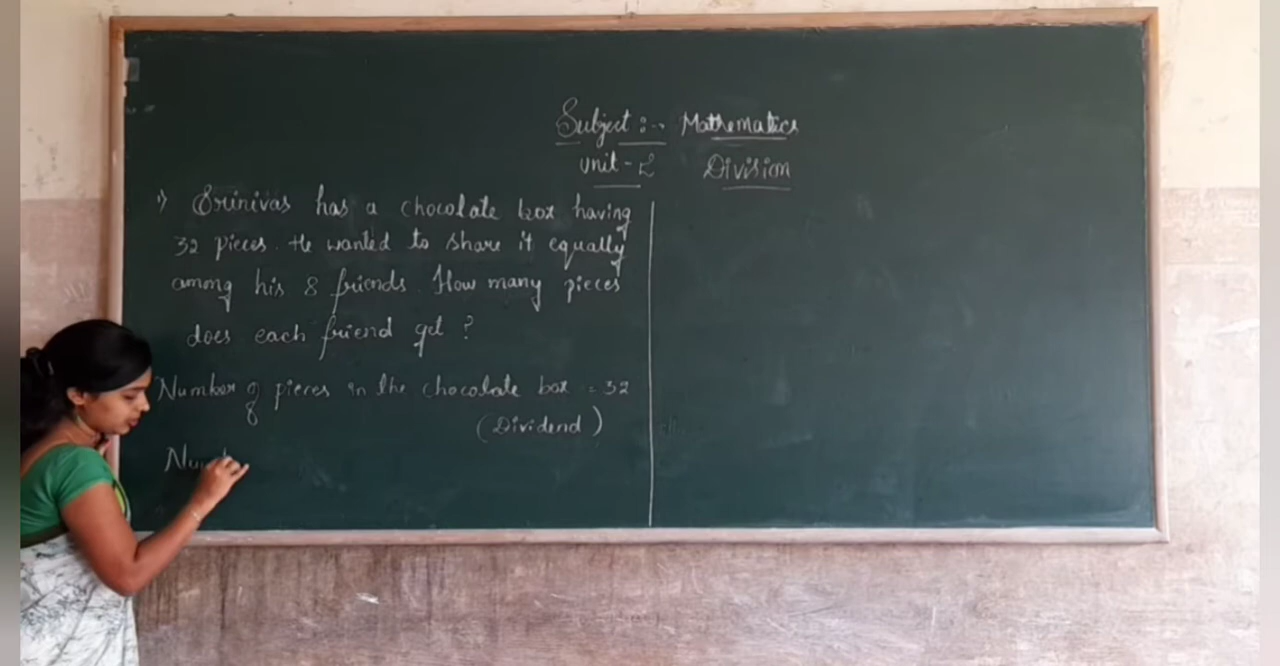 Subject :- Mathematics
Unit - 2 Division
1) Srinivas has a chocolate box having
32 pieces. He wanted to share it equally
among his 8 friends. How many pieces
does each friend get ?
Number of pieces in the chocolate box = 32
(Dividend)
Num